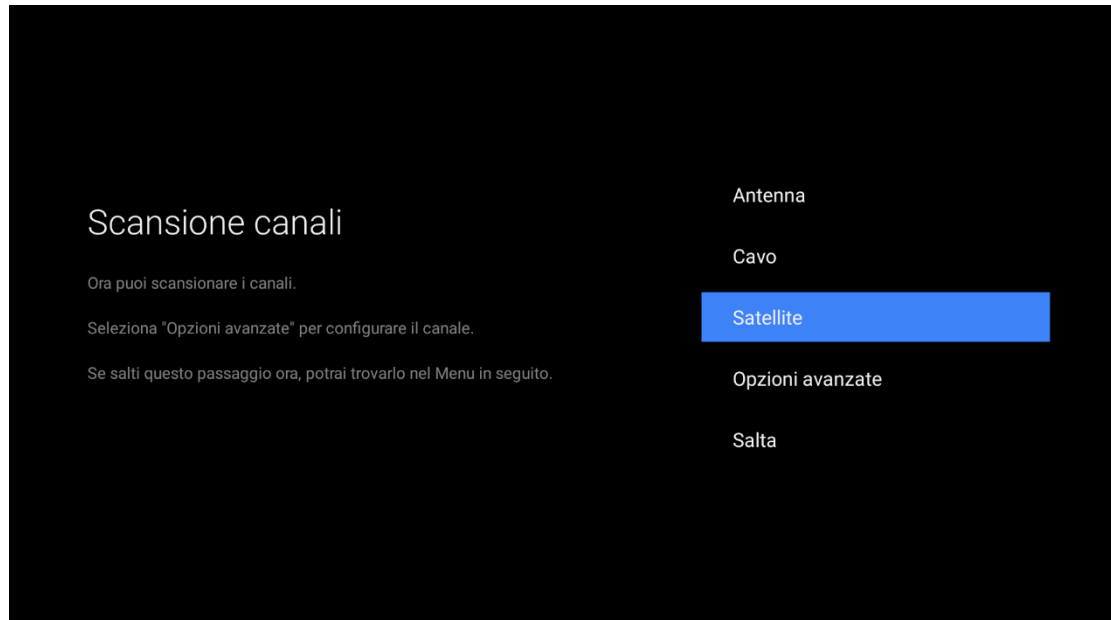 Scansione canali
Ora puoi scansionare i canali.
Seleziona "Opzioni avanzate" per configurare il canale.
Se salti questo passaggio ora, potrai trovarlo nel Menu in seguito.
Antenna
Cavo
Satellite
Opzioni avanzate
Salta